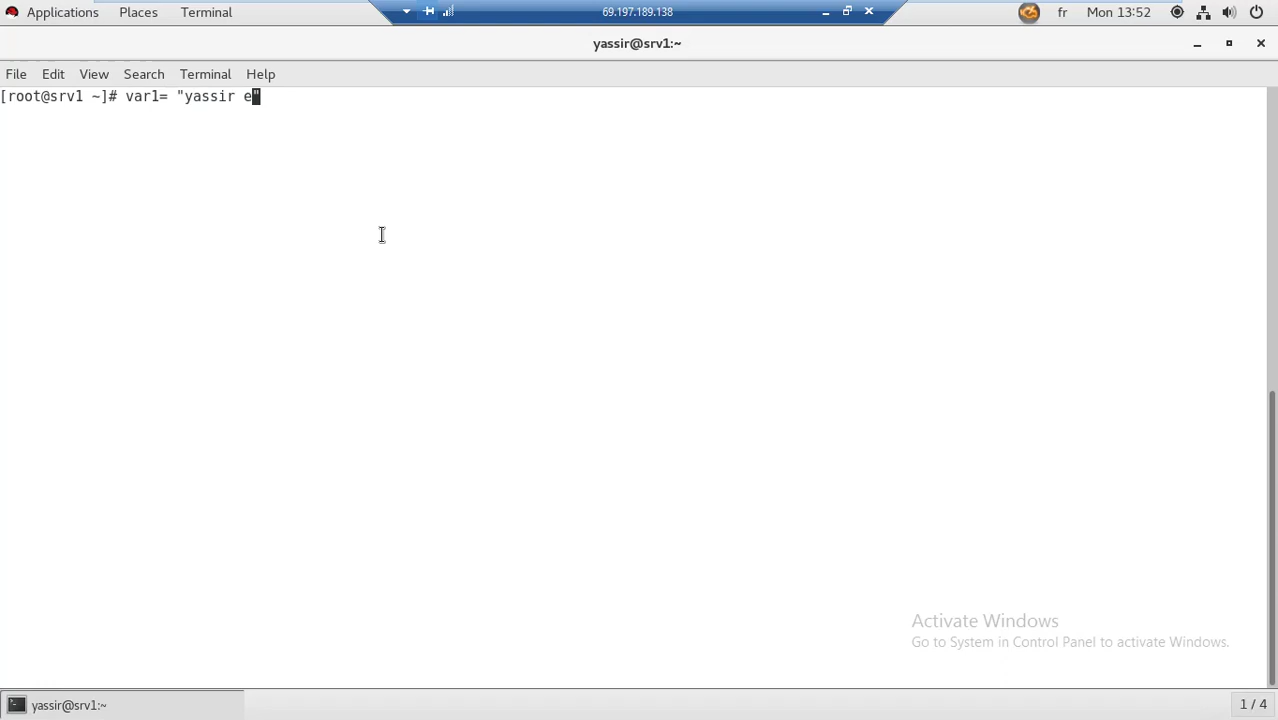 Applications Places Terminal 69.197.189.138 fr Mon 13:52
yassir@srv1:~
File Edit View Search Terminal Help
[root@srv1 ~]# var1= "yassir e"
Activate Windows
Go to System in Control Panel to activate Windows.
yassir@srv1:~ 1 / 4